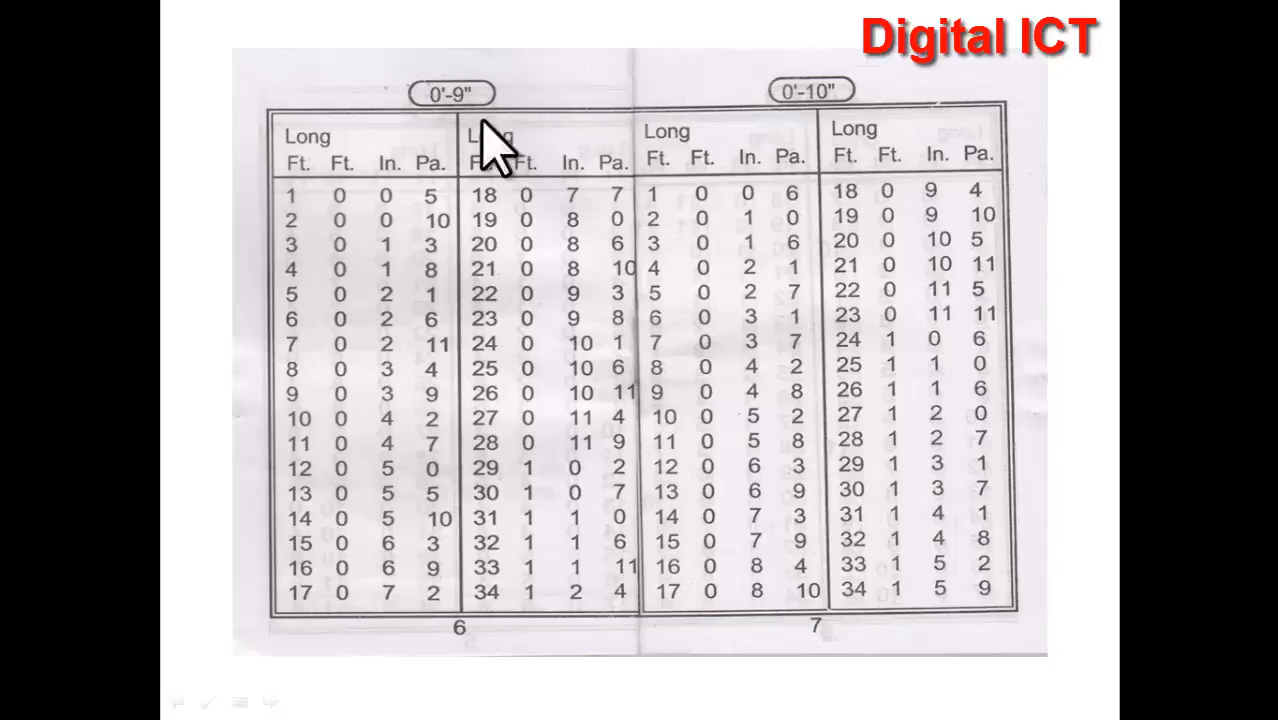 Digital ICT
0'-9"
Long Long
Ft. Ft. In. Pa. Ft. Ft. In. Pa.
1 0 0 5 18 0 7 7
2 0 0 10 19 0 8 0
3 0 1 3 20 0 8 6
4 0 1 8 21 0 8 10
5 0 2 1 22 0 9 3
6 0 2 6 23 0 9 8
7 0 2 11 24 0 10 1
8 0 3 4 25 0 10 6
9 0 3 9 26 0 10 11
10 0 4 2 27 0 11 4
11 0 4 7 28 0 11 9
12 0 5 0 29 1 0 2
13 0 5 5 30 1 0 7
14 0 5 10 31 1 1 0
15 0 6 3 32 1 1 6
16 0 6 9 33 1 1 11
17 0 7 2 34 1 2 4
6
0'-10"
Long Long
Ft. Ft. In. Pa. Ft. Ft. In. Pa.
1 0 0 6 18 0 9 4
2 0 1 0 19 0 9 10
3 0 1 6 20 0 10 5
4 0 2 1 21 0 10 11
5 0 2 7 22 0 11 5
6 0 3 1 23 0 11 11
7 0 3 7 24 1 0 6
8 0 4 2 25 1 1 0
9 0 4 8 26 1 1 6
10 0 5 2 27 1 2 0
11 0 5 8 28 1 2 7
12 0 6 3 29 1 3 1
13 0 6 9 30 1 3 7
14 0 7 3 31 1 4 1
15 0 7 9 32 1 4 8
16 0 8 4 33 1 5 2
17 0 8 10 34 1 5 9
7